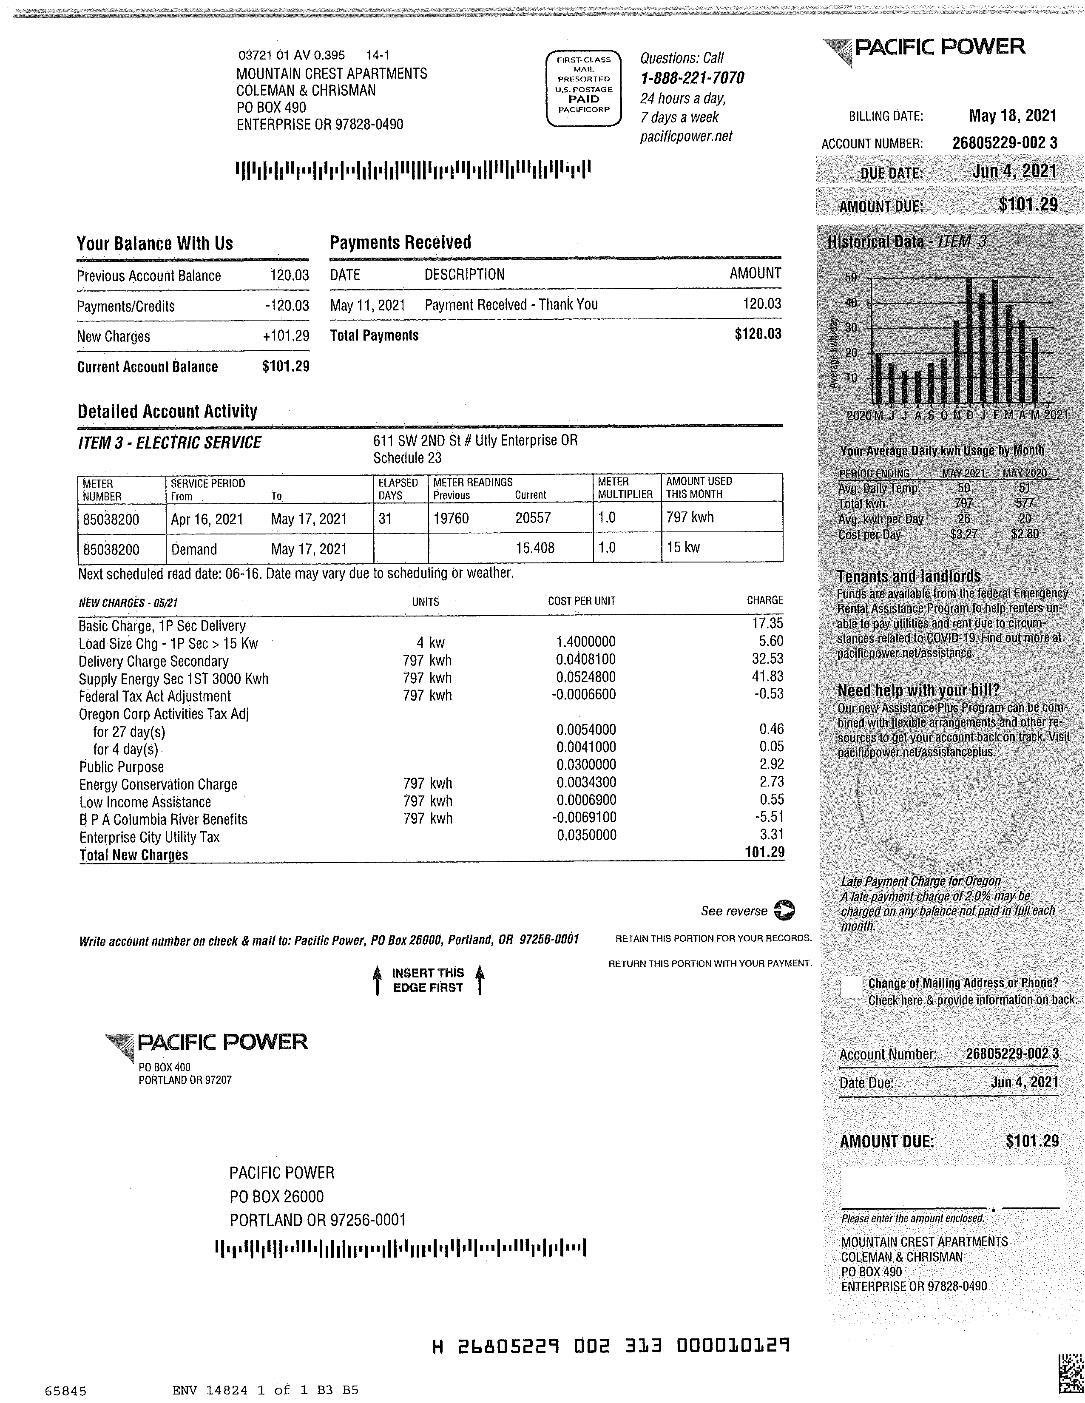 03721 01 AV 0.395 14-1
MOUNTAIN CREST APARTMENTS
COLEMAN & CHRISMAN
PO BOX 490
ENTERPRISE OR 97828-0490
FIRST-CLASS
MAIL
PRESORTED
U.S. POSTAGE
PAID
PACIFICORP
Questions: Call
1-888-221-7070
24 hours a day,
7 days a week
pacificpower.net
PACIFIC POWER
BILLING DATE: May 18, 2021
ACCOUNT NUMBER: 26805229-002 3
DUE DATE: Jun 4, 2021
AMOUNT DUE: $101.29
Your Balance With Us
Previous Account Balance 120.03
Payments/Credits -120.03
New Charges +101.29
Current Account Balance $101.29
Payments Received
DATE DESCRIPTION AMOUNT
May 11, 2021 Payment Received - Thank You 120.03
Total Payments $120.03
Historical Data - ITEM 3
50
40
30
20
10
2020 M J J A S O N D J F M A M 2021
Your Average Daily kwh Usage by Month
PERIOD ENDING MAY 2021 MAY 2020
Avg. Daily Temp. 50 51
Total kwh 797 577
Avg. kwh per Day 26 20
Cost per Day $3.27 $2.80
Detailed Account Activity
ITEM 3 - ELECTRIC SERVICE 611 SW 2ND St # Utly Enterprise OR
Schedule 23
METER NUMBER SERVICE PERIOD From To ELAPSED DAYS METER READINGS Previous Current METER MULTIPLIER AMOUNT USED THIS MONTH
85038200 Apr 16, 2021 May 17, 2021 31 19760 20557 1.0 797 kwh
85038200 Demand May 17, 2021 15.408 1.0 15 kw
Next scheduled read date: 06-16. Date may vary due to scheduling or weather.
NEW CHARGES - 05/21 UNITS COST PER UNIT CHARGE
Basic Charge, 1P Sec Delivery 17.35
Load Size Chg - 1P Sec > 15 Kw 4 kw 1.4000000 5.60
Delivery Charge Secondary 797 kwh 0.0408100 32.53
Supply Energy Sec 1ST 3000 Kwh 797 kwh 0.0524800 41.83
Federal Tax Act Adjustment 797 kwh -0.0006600 -0.53
Oregon Corp Activities Tax Adj
for 27 day(s) 0.0054000 0.46
for 4 day(s) 0.0041000 0.05
Public Purpose 0.0300000 2.92
Energy Conservation Charge 797 kwh 0.0034300 2.73
Low Income Assistance 797 kwh 0.0006900 0.55
B P A Columbia River Benefits 797 kwh -0.0069100 -5.51
Enterprise City Utility Tax 0.0350000 3.31
Total New Charges 101.29
Tenants and landlords
Funds are available from the federal Emergency
Rental Assistance Program to help renters un-
able to pay utilities and rent due to circum-
stances related to COVID-19. Find out more at
pacificpower.net/assistance.
Need help with your bill?
Our new Assistance Plus Program can be com-
bined with flexible arrangements and other re-
sources to get your account back on track. Visit
pacificpower.net/assistanceplus.
Late Payment Charge for Oregon
A late payment charge of 2.0% may be
charged on any balance not paid in full each
month.
See reverse
Write account number on check & mail to: Pacific Power, PO Box 26000, Portland, OR 97256-0001
RETAIN THIS PORTION FOR YOUR RECORDS.
RETURN THIS PORTION WITH YOUR PAYMENT.
INSERT THIS
EDGE FIRST
Change of Mailing Address or Phone?
Check here & provide information on back.
PACIFIC POWER
PO BOX 400
PORTLAND OR 97207
Account Number: 26805229-002 3
Date Due: Jun 4, 2021
AMOUNT DUE: $101.29
PACIFIC POWER
PO BOX 26000
PORTLAND OR 97256-0001
Please enter the amount enclosed.
MOUNTAIN CREST APARTMENTS
COLEMAN & CHRISMAN
PO BOX 490
ENTERPRISE OR 97828-0490
H 26805229 002 313 000010129
65845 ENV 14824 1 of 1 B3 B5